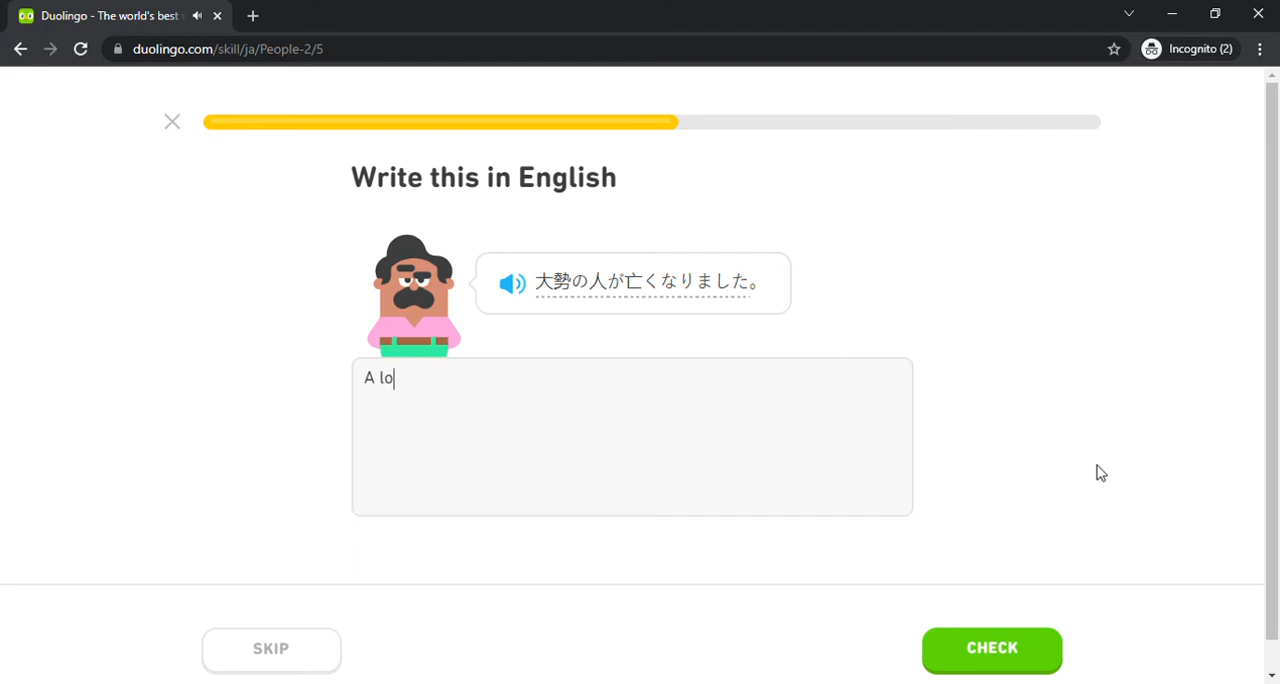 Duolingo - The world's best
duolingo.com/skill/ja/People-2/5
Incognito (2)
Write this in English
大勢の人が亡くなりました。
A lo
SKIP
CHECK